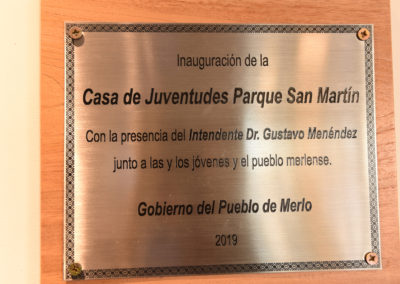 Inauguración de la
Casa de Juventudes Parque San Martín
Con la presencia del Intendente Dr. Gustavo Menéndez
junto a las y los jóvenes y el pueblo merlense.
Gobierno del Pueblo de Merlo
2019